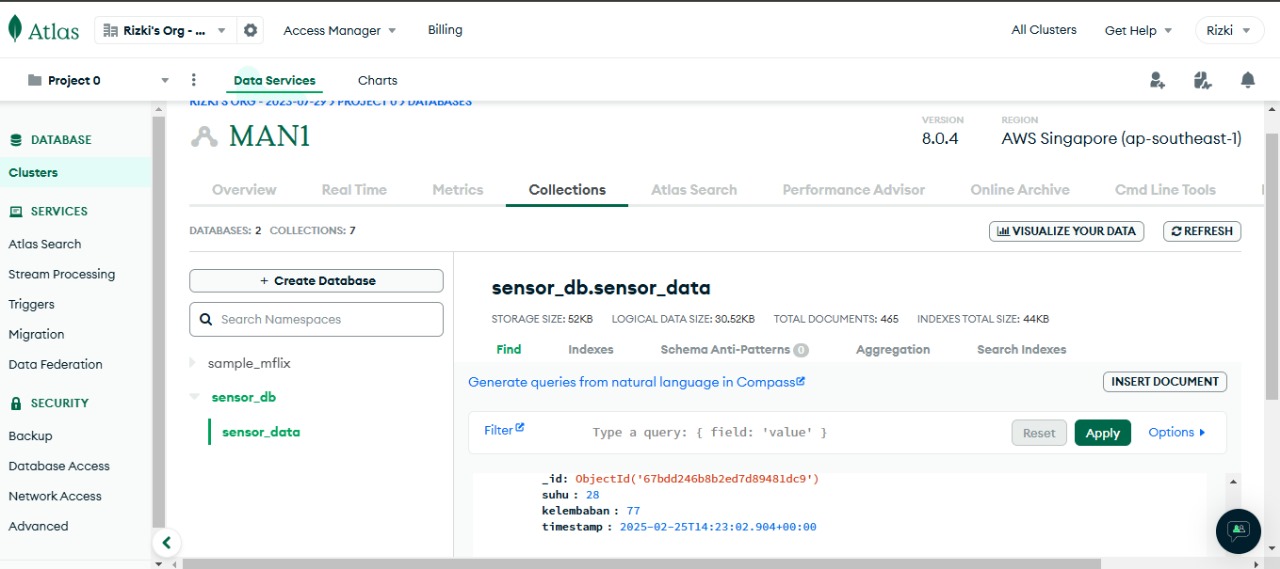 Atlas Rizki's Org - ... Access Manager Billing All Clusters Get Help Rizki
Project 0 Data Services Charts
RIZKI'S ORG - 2023-07-29 > PROJECT 0 > DATABASES
DATABASE
Clusters
SERVICES
Atlas Search
Stream Processing
Triggers
Migration
Data Federation
SECURITY
Backup
Database Access
Network Access
Advanced
MAN1
VERSION REGION
8.0.4 AWS Singapore (ap-southeast-1)
Overview Real Time Metrics Collections Atlas Search Performance Advisor Online Archive Cmd Line Tools
DATABASES: 2 COLLECTIONS: 7 VISUALIZE YOUR DATA REFRESH
+ Create Database
Search Namespaces
sample_mflix
sensor_db
sensor_data
sensor_db.sensor_data
STORAGE SIZE: 52KB LOGICAL DATA SIZE: 30.52KB TOTAL DOCUMENTS: 465 INDEXES TOTAL SIZE: 44KB
Find Indexes Schema Anti-Patterns 0 Aggregation Search Indexes
Generate queries from natural language in Compass INSERT DOCUMENT
Filter Type a query: { field: 'value' } Reset Apply Options
_id: ObjectId('67bdd246b8b2ed7d89481dc9')
suhu : 28
kelembaban : 77
timestamp : 2025-02-25T14:23:02.904+00:00